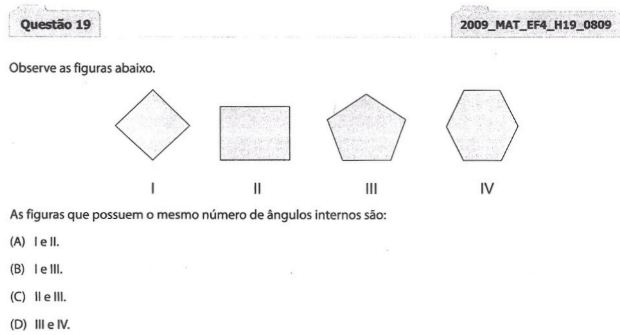 Questão 19
2009_MAT_EF4_H19_0809
Observe as figuras abaixo.
I
II
III
IV
As figuras que possuem o mesmo número de ângulos internos são:
(A) I e II.
(B) I e III.
(C) II e III.
(D) III e IV.